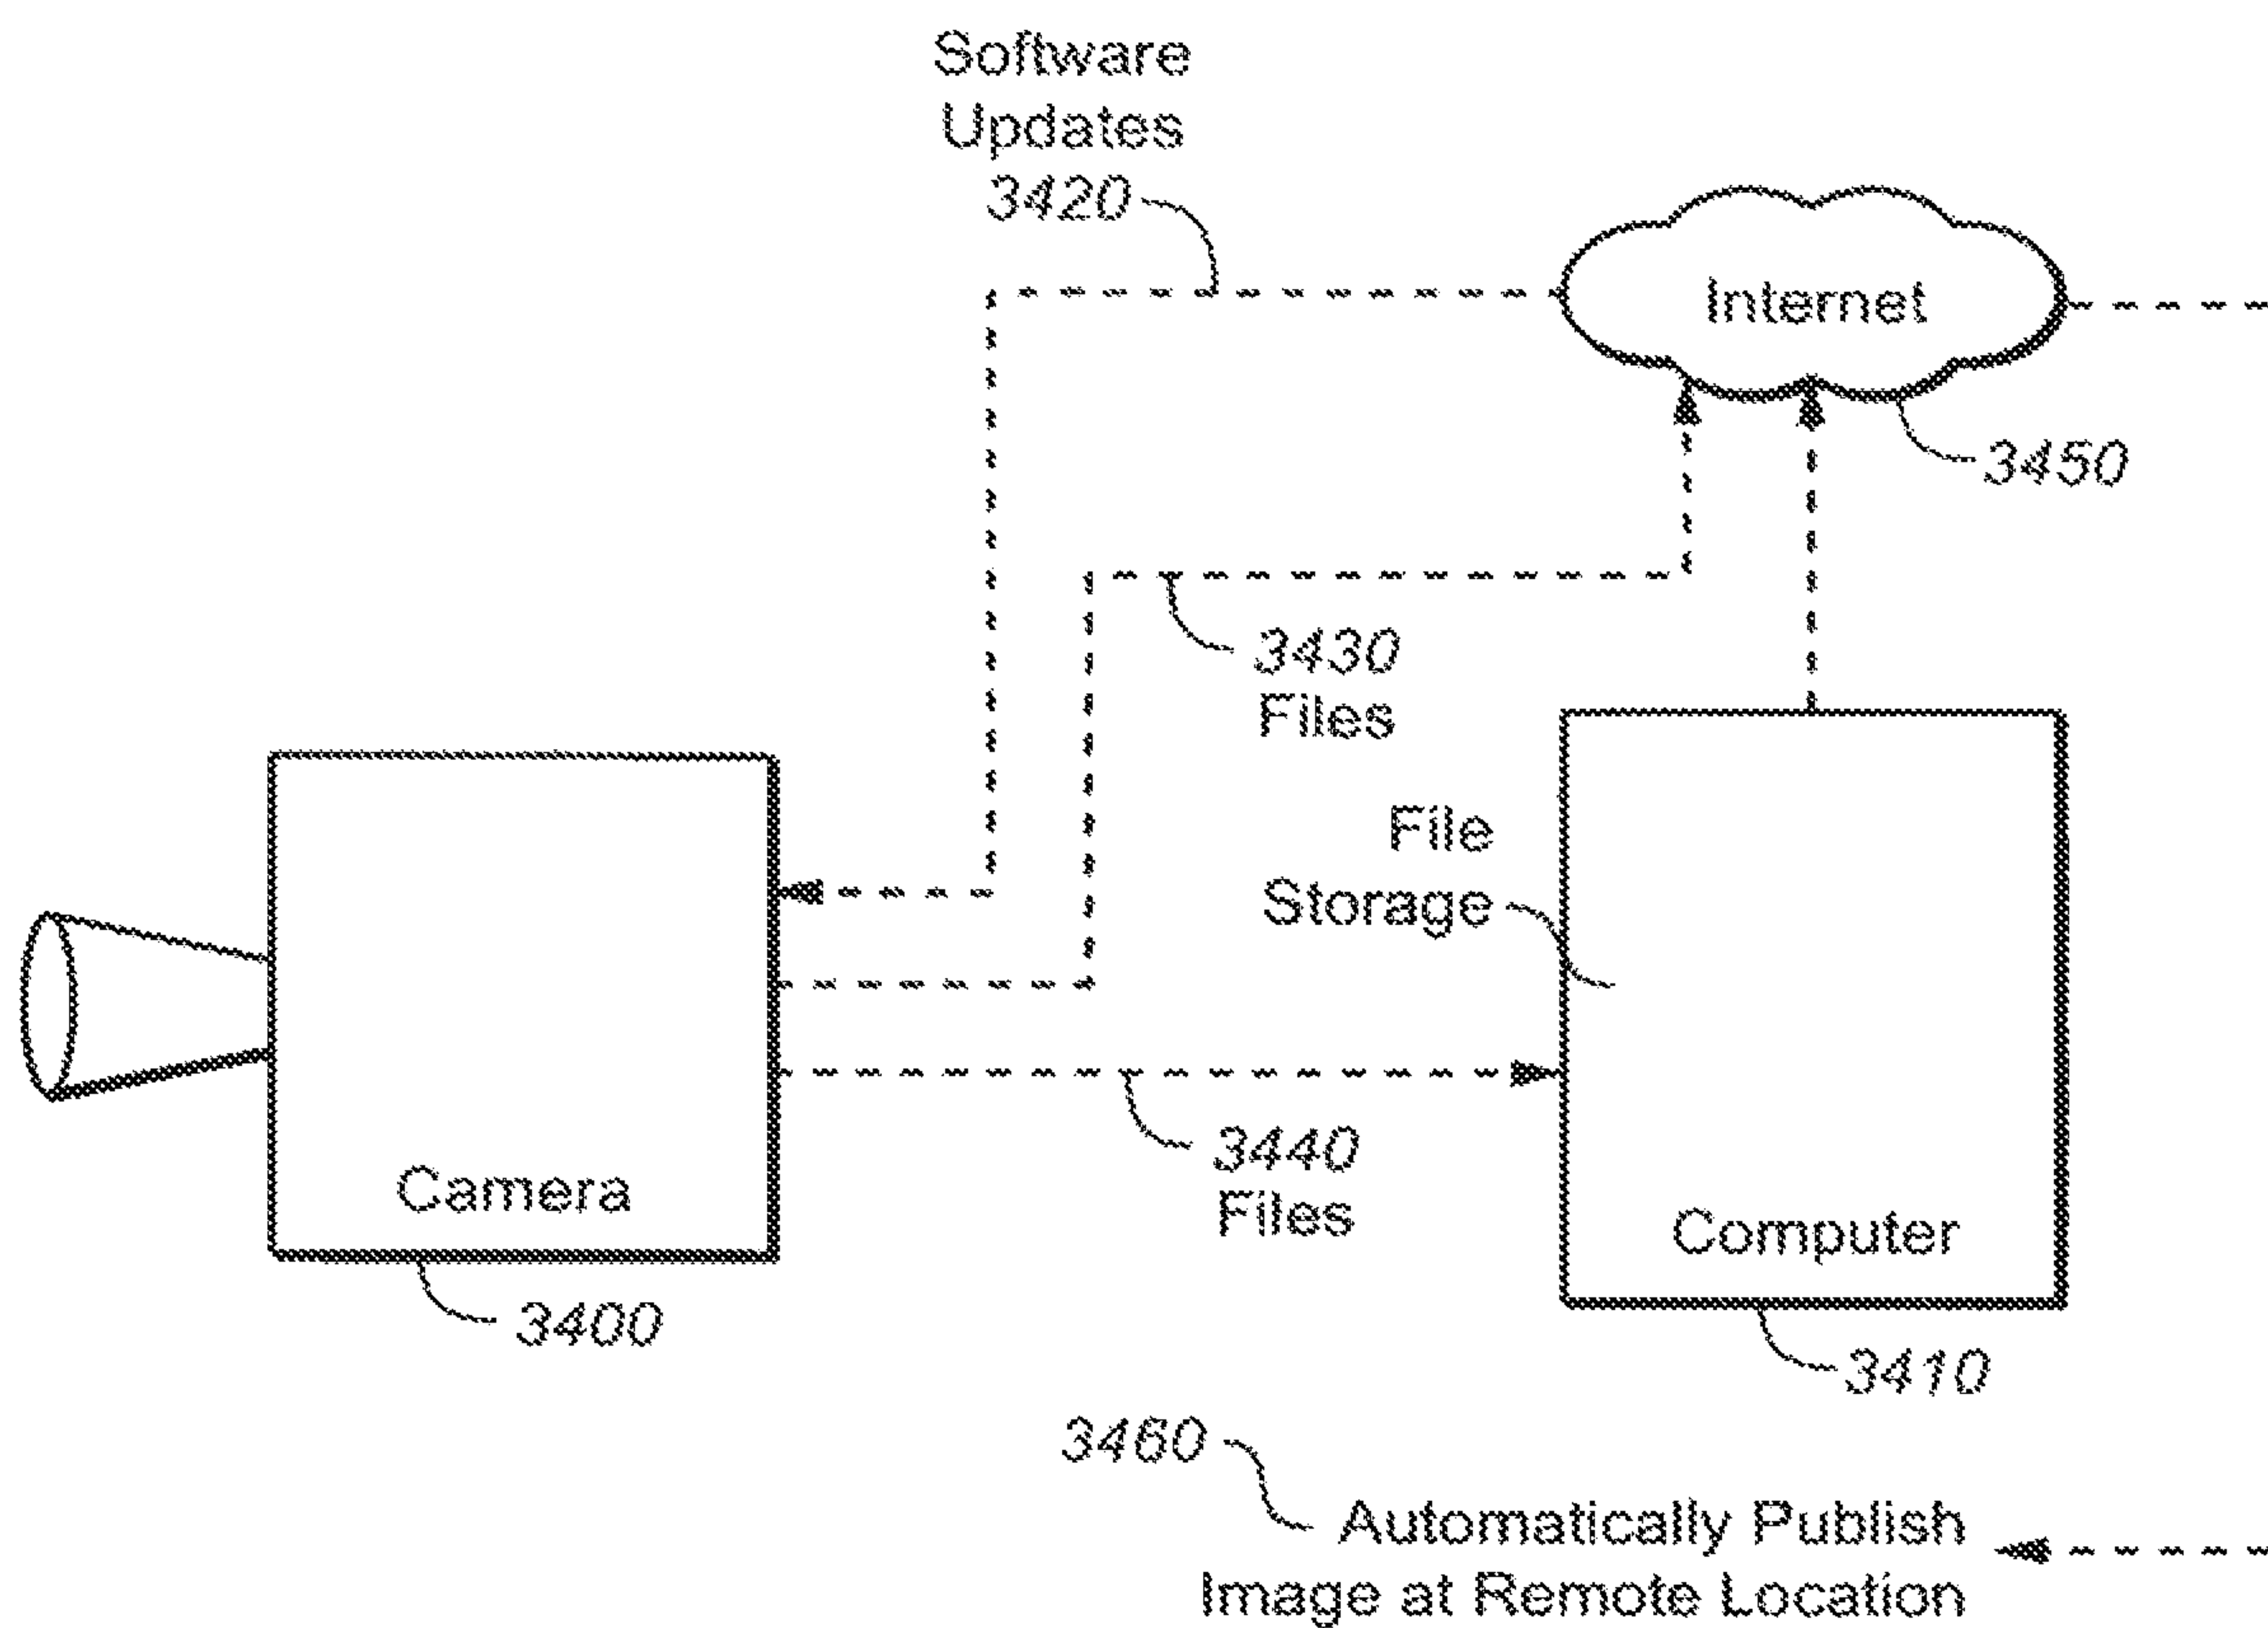 Software
Updates
3420
Internet
3450
3430
Files
File
Storage
Camera
3440
Files
Computer
3400
3410
3460
Automatically Publish
Image at Remote Location